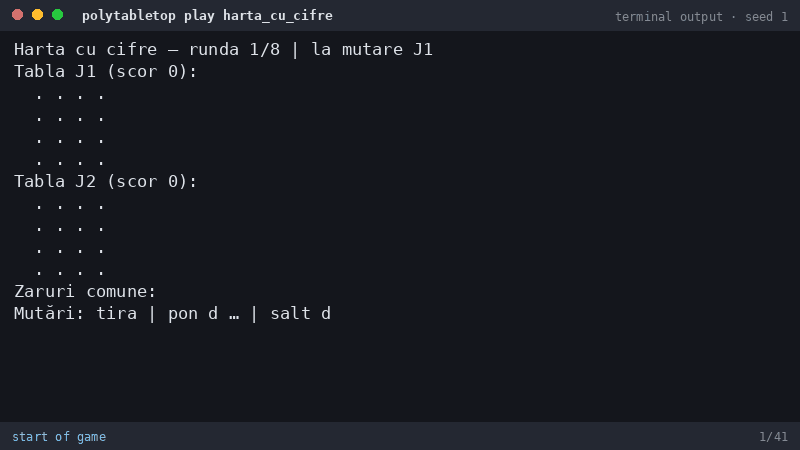 polytabletop play harta_cu_cifre
terminal output · seed 1
Harta cu cifre — runda 1/8 | la mutare J1
Tabla J1 (scor 0):
. . . .
. . . .
. . . .
. . . .
Tabla J2 (scor 0):
. . . .
. . . .
. . . .
. . . .
Zaruri comune:
Mutări: tira | pon d … | salt d
start of game
1/41